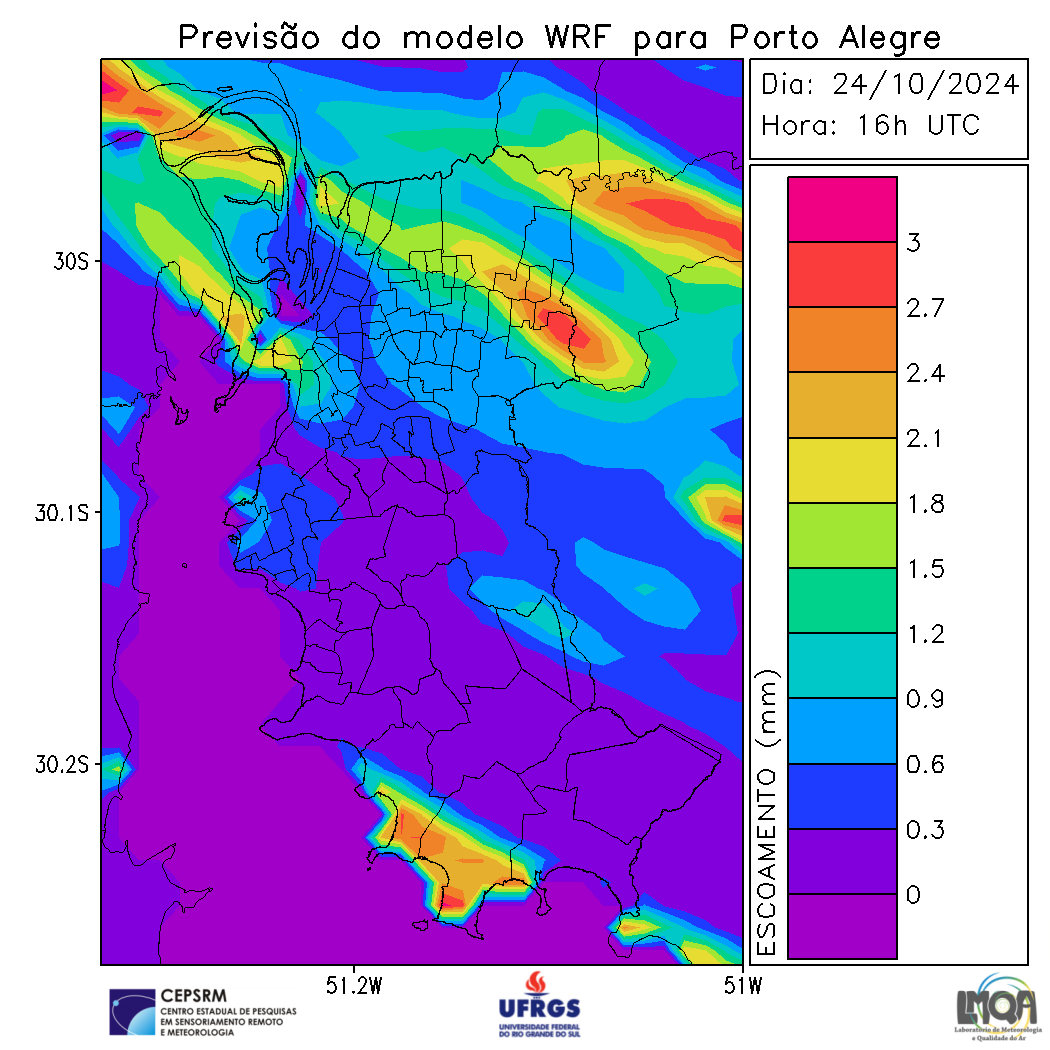 Previsão do modelo WRF para Porto Alegre
Dia: 24/10/2024
Hora: 16h UTC
30S
30.1S
30.2S
51.2W
51W
ESCOAMENTO (mm)
3
2.7
2.4
2.1
1.8
1.5
1.2
0.9
0.6
0.3
0
CEPSRM
CENTRO ESTADUAL DE PESQUISAS
EM SENSORIAMENTO REMOTO
E METEOROLOGIA
UFRGS
UNIVERSIDADE FEDERAL
DO RIO GRANDE DO SUL
LMQA
Laboratório de Meteorologia
e Qualidade do Ar